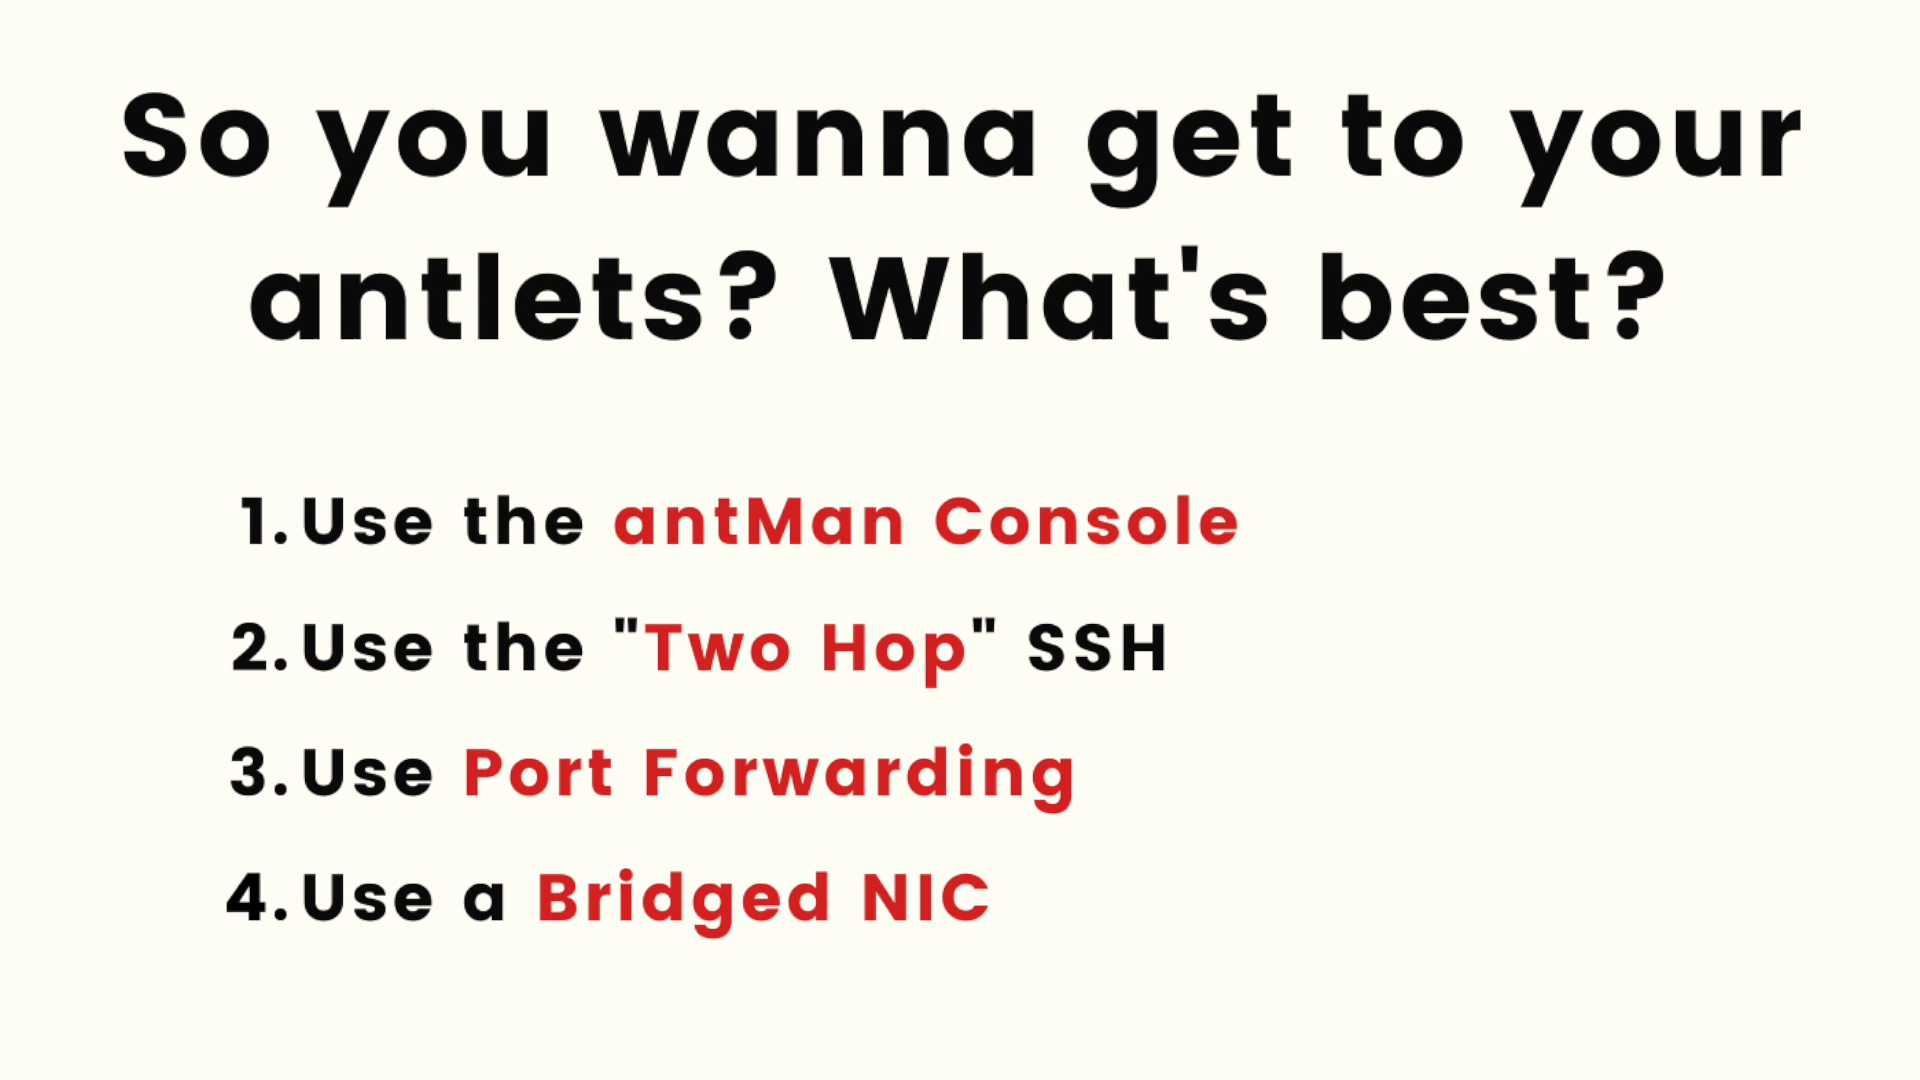 So you wanna get to your
antlets? What's best?
1. Use the antMan Console
2. Use the "Two Hop" SSH
3. Use Port Forwarding
4. Use a Bridged NIC